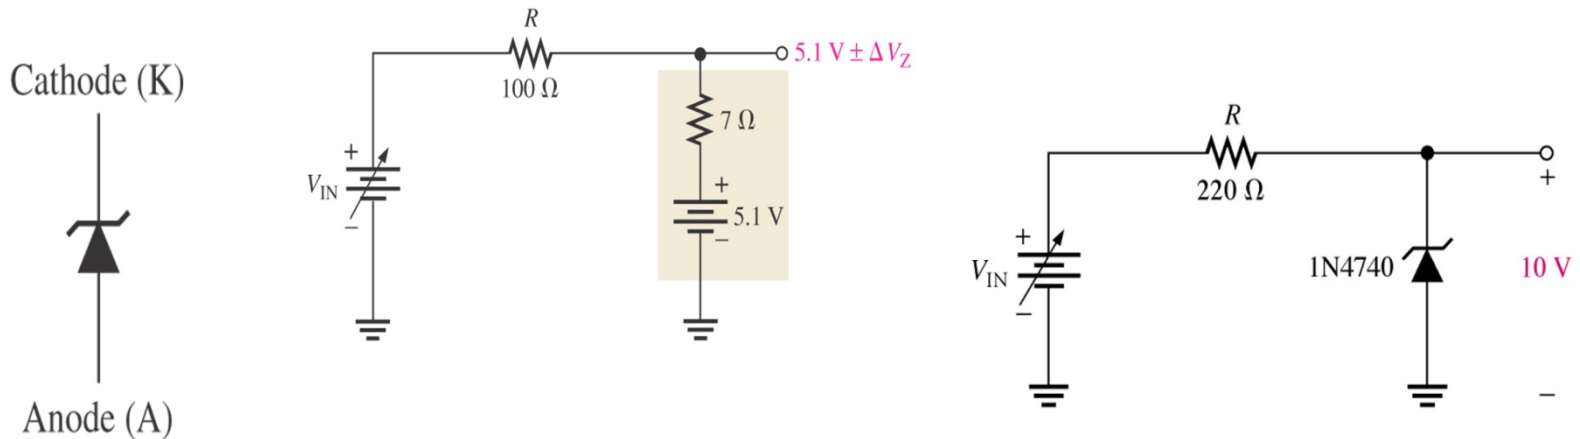 Cathode (K)
Anode (A)
R
100 Ω
5.1 V ± ΔVZ
7 Ω
+
VIN
−
+
5.1 V
−
R
220 Ω
+
VIN
−
1N4740
+
10 V
−